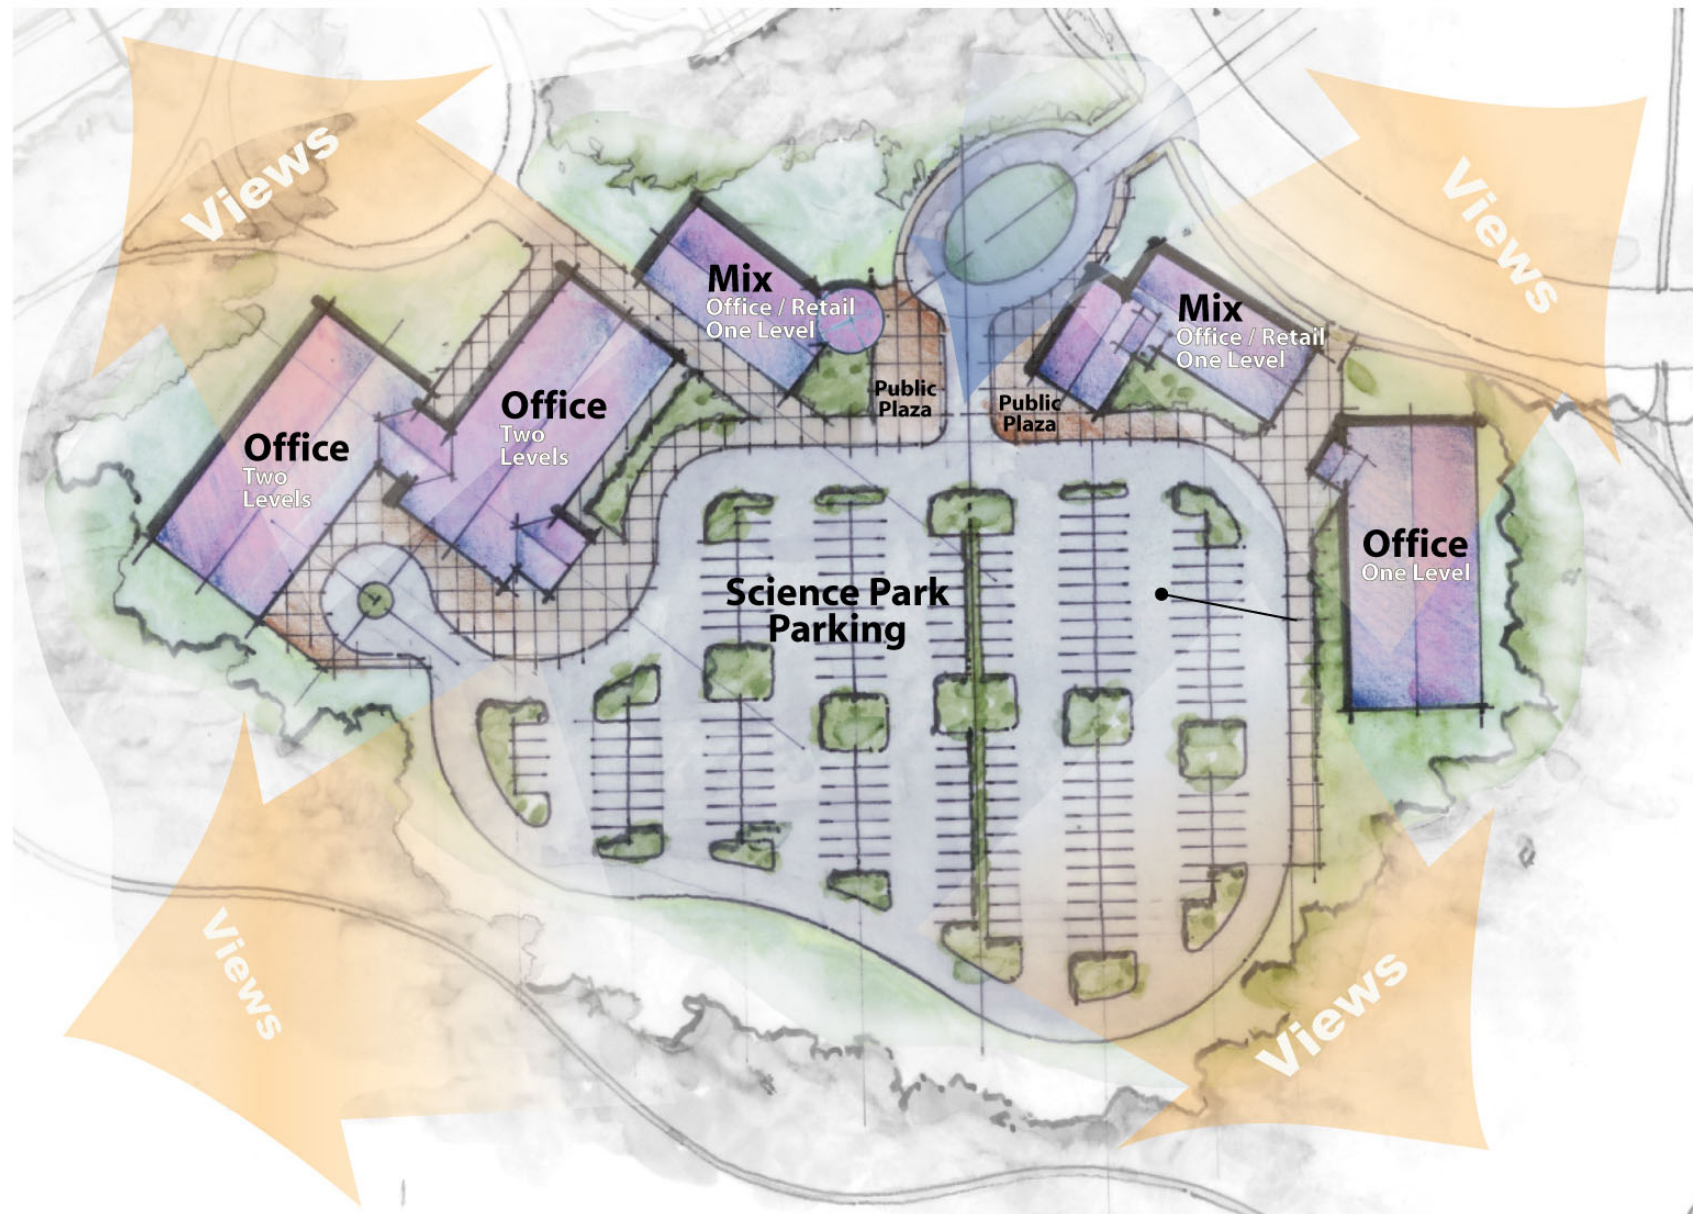 Views
Views
Mix
Office / Retail
One Level
Mix
Office / Retail
One Level
Public
Plaza
Public
Plaza
Office
Two
Levels
Office
Two
Levels
Office
One Level
Science Park
Parking
Views
Views